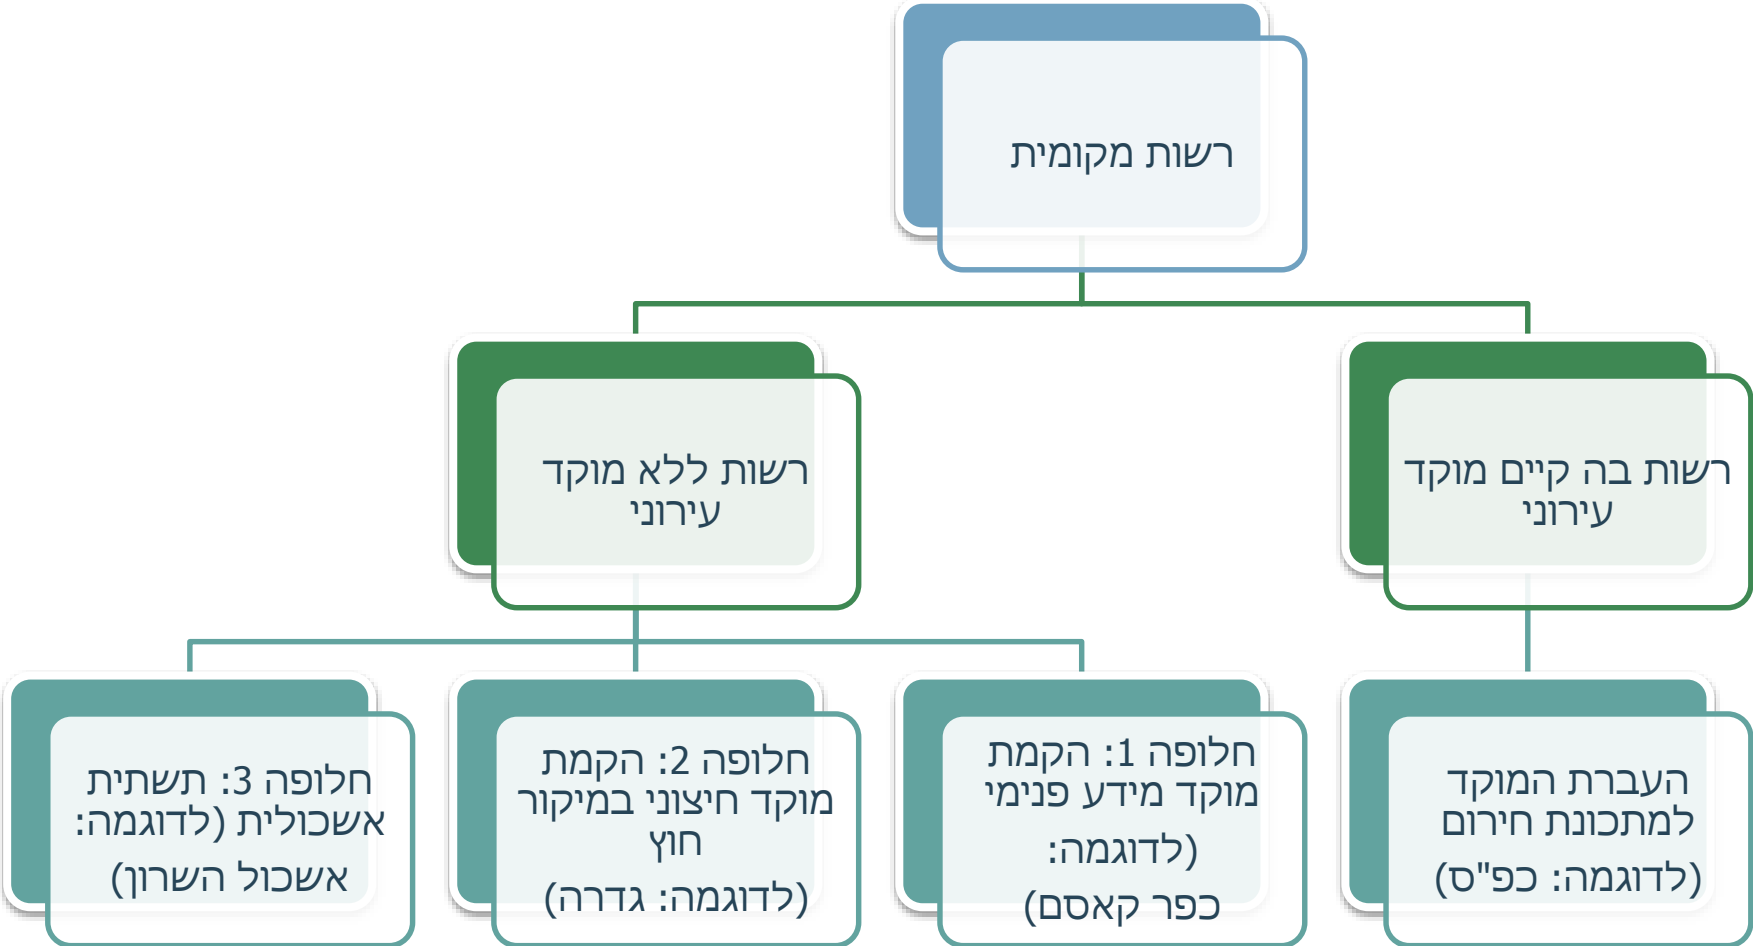 רשות מקומית
רשות בה קיים מוקד
עירוני
רשות ללא מוקד
עירוני
העברת המוקד
למתכונת חירום
(לדוגמה: כפ"ס)
חלופה 1: הקמת
מוקד מידע פנימי
(לדוגמה:
כפר קאסם)
חלופה 2: הקמת
מוקד חיצוני במיקור
חוץ
(לדוגמה: גדרה)
חלופה 3: תשתית
אשכולית (לדוגמה:
אשכול השרון)